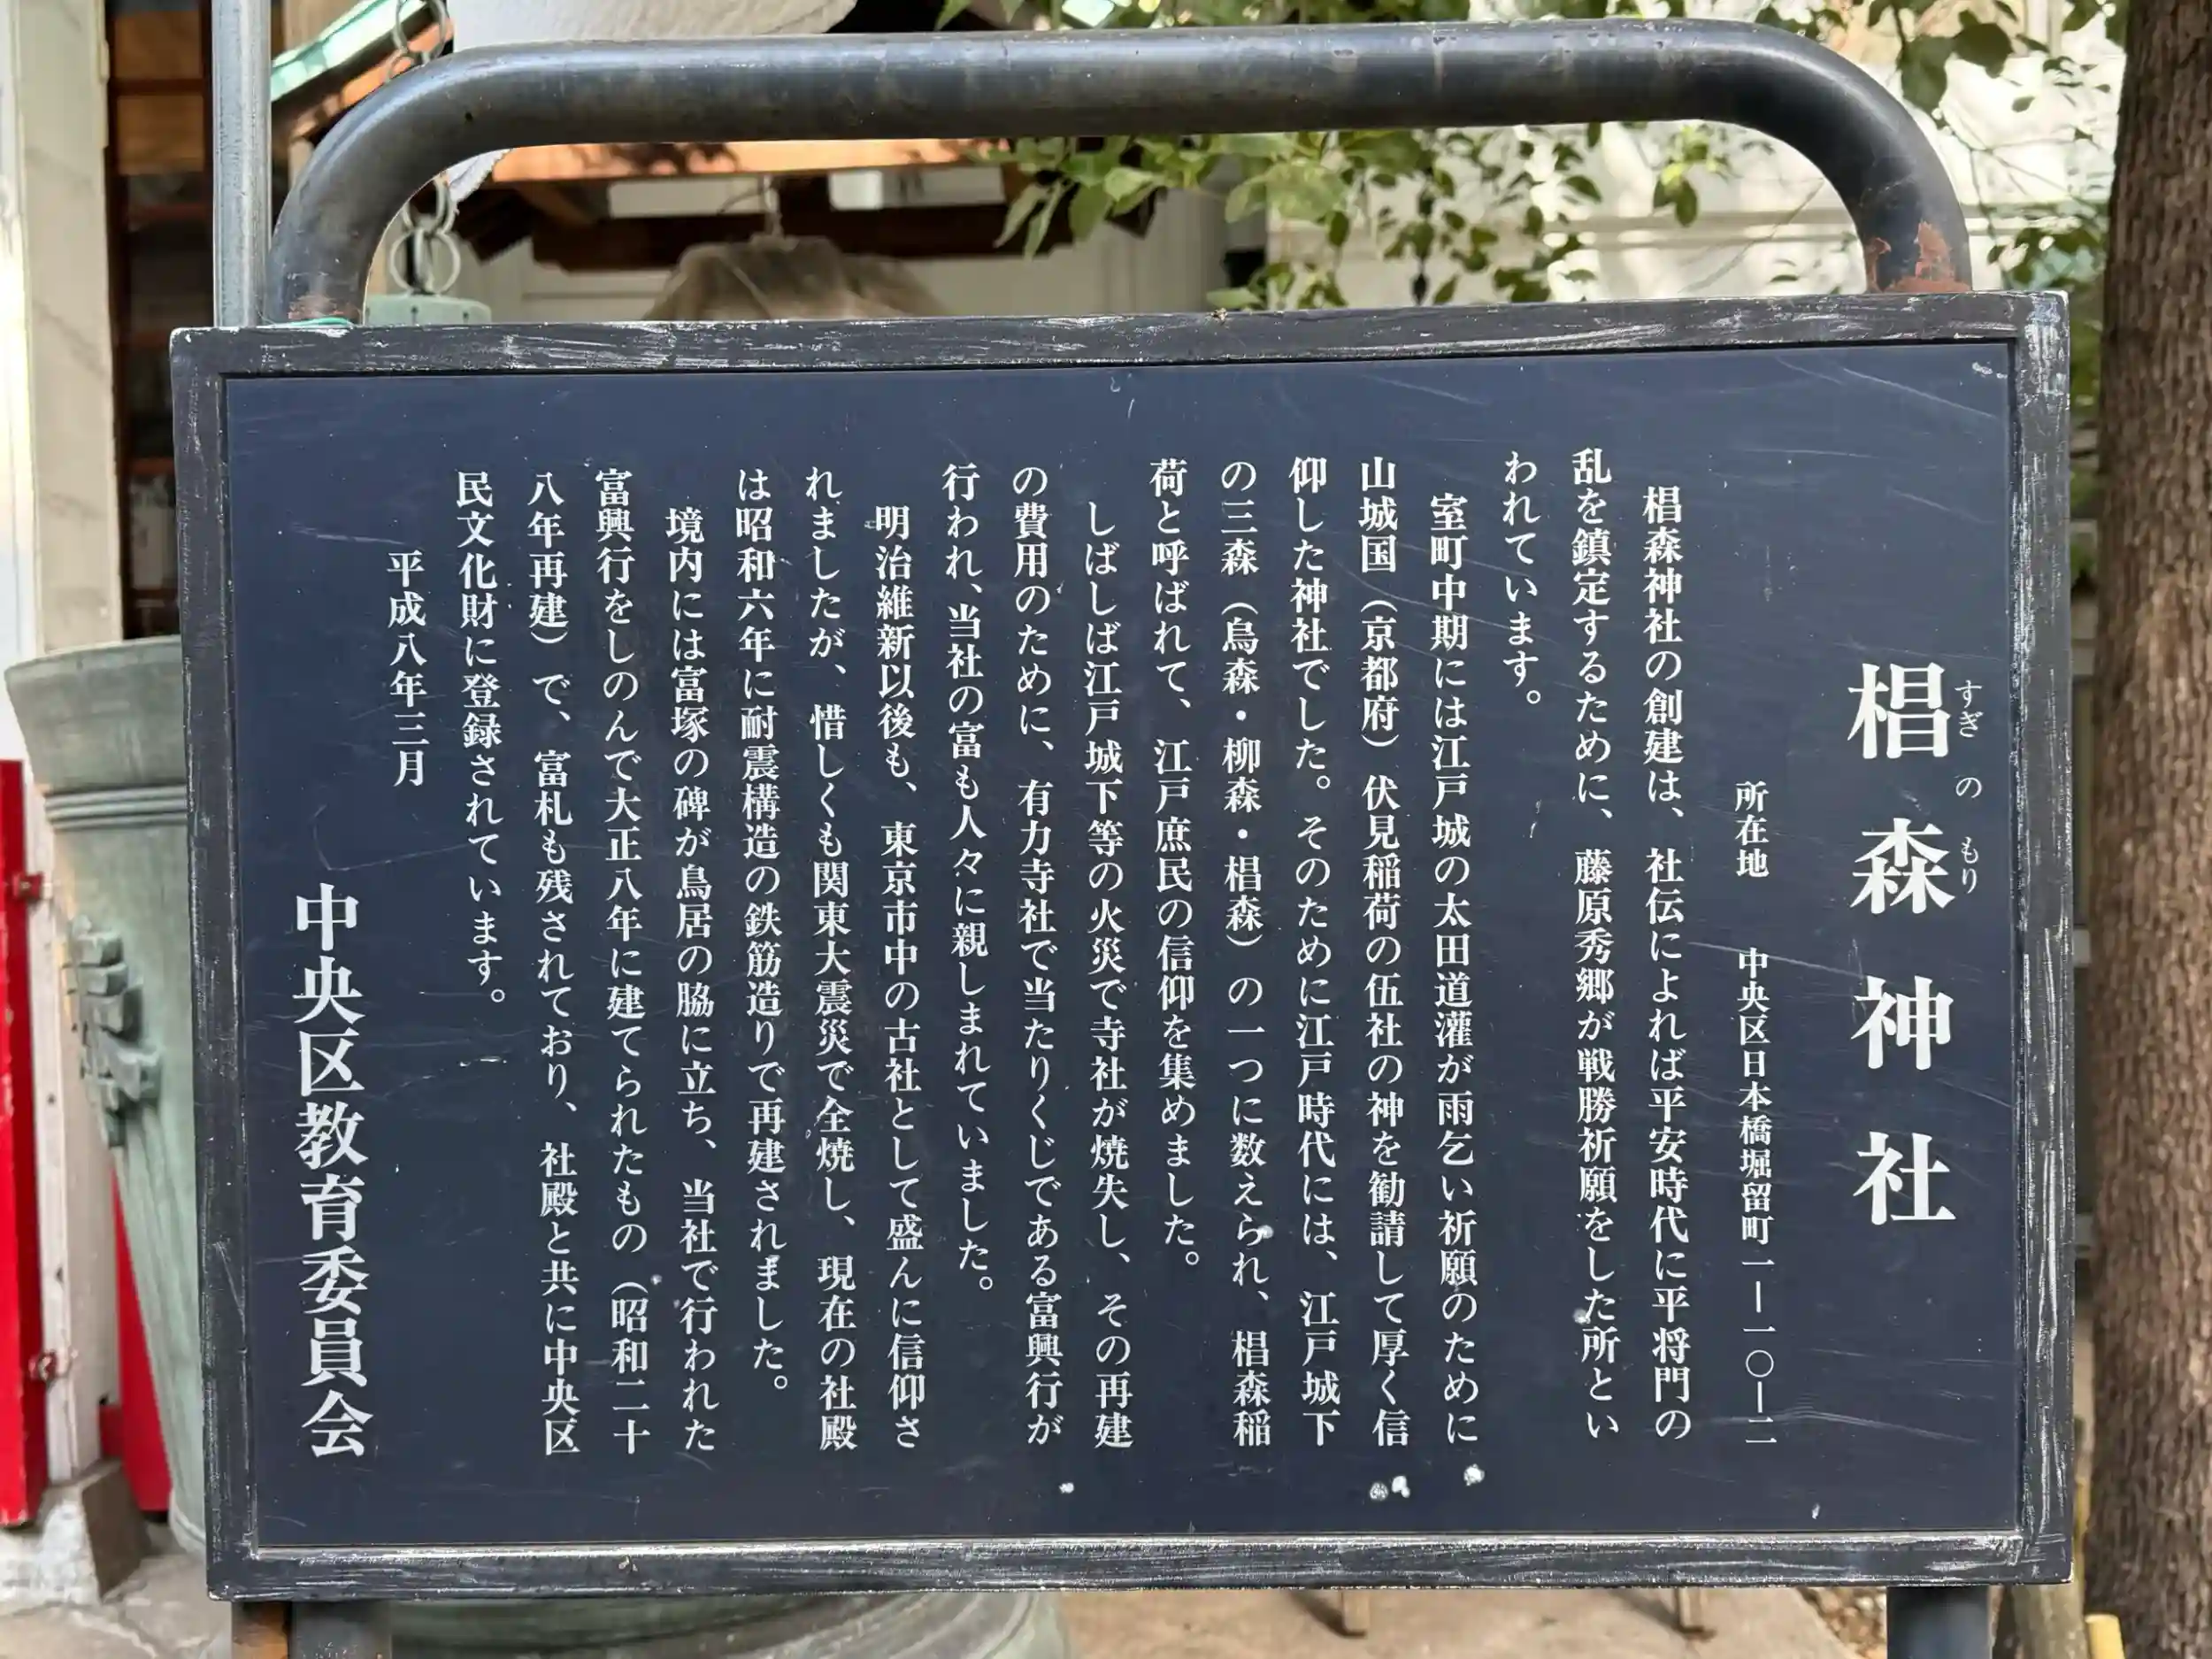 椙森神社
すぎのもり
所在地 中央区日本橋堀留町一ー一〇ー二
椙森神社の創建は、社伝によれば平安時代に平将門の
乱を鎮定するために、藤原秀郷が戦勝祈願をした所とい
われています。
室町中期には江戸城の太田道灌が雨乞い祈願のために
山城国（京都府）伏見稲荷の伍社の神を勧請して厚く信
仰した神社でした。そのために江戸時代には、江戸城下
の三森（烏森・柳森・椙森）の一つに数えられ、椙森稲
荷と呼ばれて、江戸庶民の信仰を集めました。
しばしば江戸城下等の火災で寺社が焼失し、その再建
の費用のために、有力寺社で当たりくじである富興行が
行われ、当社の富も人々に親しまれていました。
明治維新以後も、東京市中の古社として盛んに信仰さ
れましたが、惜しくも関東大震災で全焼し、現在の社殿
は昭和六年に耐震構造の鉄筋造りで再建されました。
境内には富塚の碑が鳥居の脇に立ち、当社で行われた
富興行をしのんで大正八年に建てられたもの（昭和二十
八年再建）で、富札も残されており、社殿と共に中央区
民文化財に登録されています。
平成八年三月
中央区教育委員会